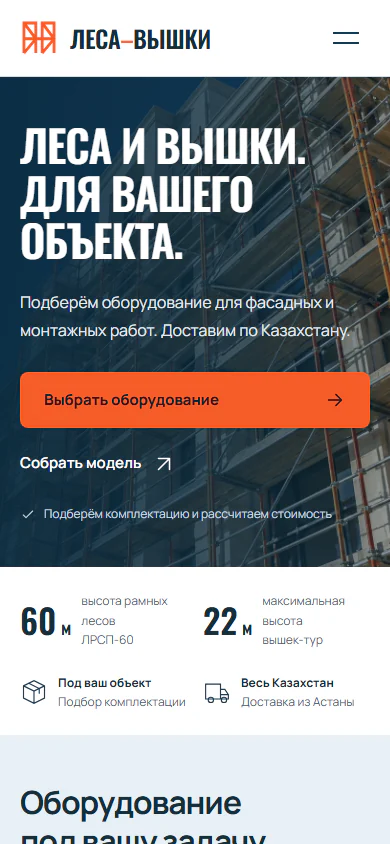 ЛЕСА–ВЫШКИ
ЛЕСА И ВЫШКИ.
ДЛЯ ВАШЕГО
ОБЪЕКТА.
Подберём оборудование для фасадных и
монтажных работ. Доставим по Казахстану.
Выбрать оборудование
Собрать модель
Подберём комплектацию и рассчитаем стоимость
60 м
высота рамных
лесов
ЛРСП-60
22 м
максимальная
высота
вышек-тур
Под ваш объект
Подбор комплектации
Весь Казахстан
Доставка из Астаны
Оборудование
под вашу задачу